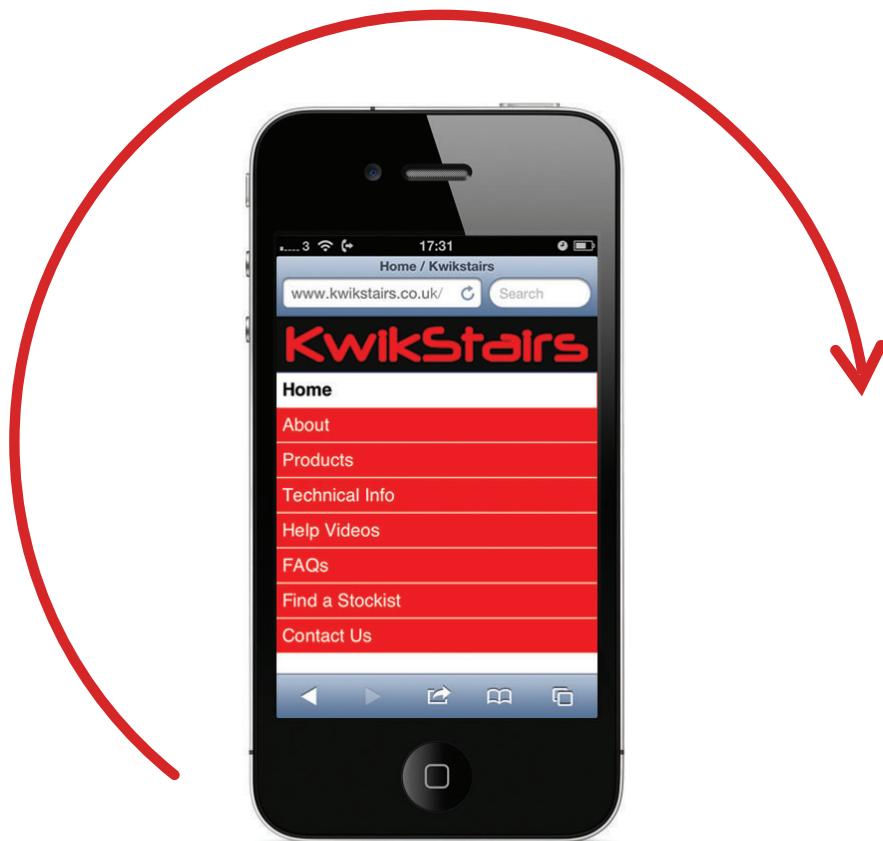 3 17:31
Home / Kwikstairs
www.kwikstairs.co.uk/ Search
KwikStairs
Home
About
Products
Technical Info
Help Videos
FAQs
Find a Stockist
Contact Us